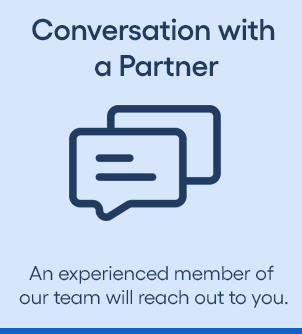 Conversation with
a Partner
An experienced member of
our team will reach out to you.